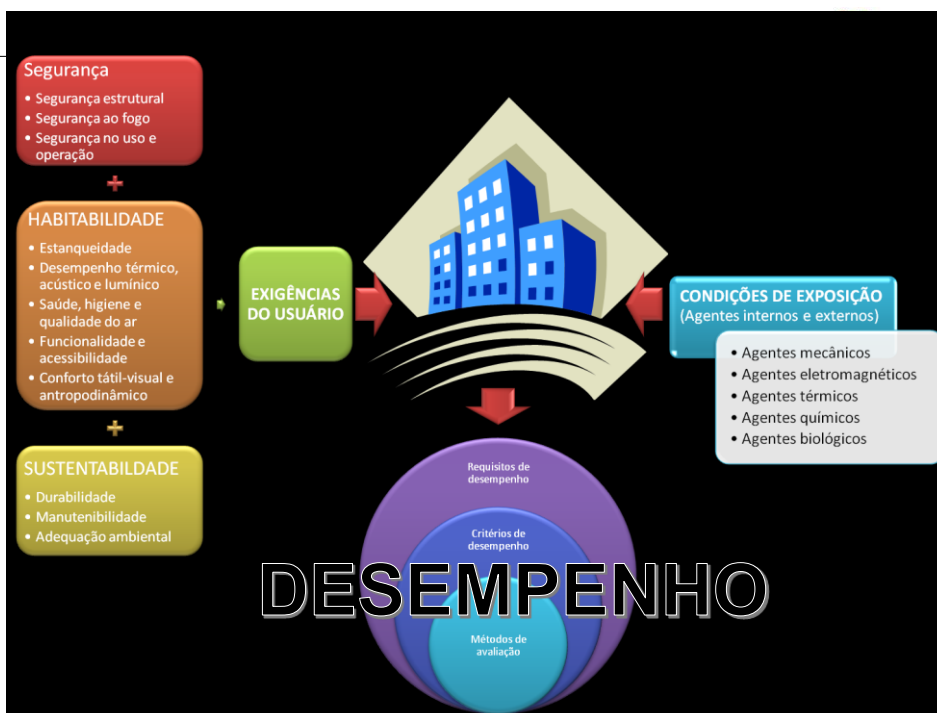 Segurança
• Segurança estrutural
• Segurança ao fogo
• Segurança no uso e
operação
HABITABILIDADE
• Estanqueidade
• Desempenho térmico,
acústico e lumínico
• Saúde, higiene e
qualidade do ar
• Funcionalidade e
acessibilidade
• Conforto tátil-visual e
antropodinâmico
SUSTENTABILDADE
• Durabilidade
• Manutenibilidade
• Adequação ambiental
EXIGÊNCIAS
DO USUÁRIO
CONDIÇÕES DE EXPOSIÇÃO
(Agentes internos e externos)
• Agentes mecânicos
• Agentes eletromagnéticos
• Agentes térmicos
• Agentes químicos
• Agentes biológicos
Requisitos de
desempenho
Critérios de
desempenho
DESEMPENHO
Métodos de
avaliação